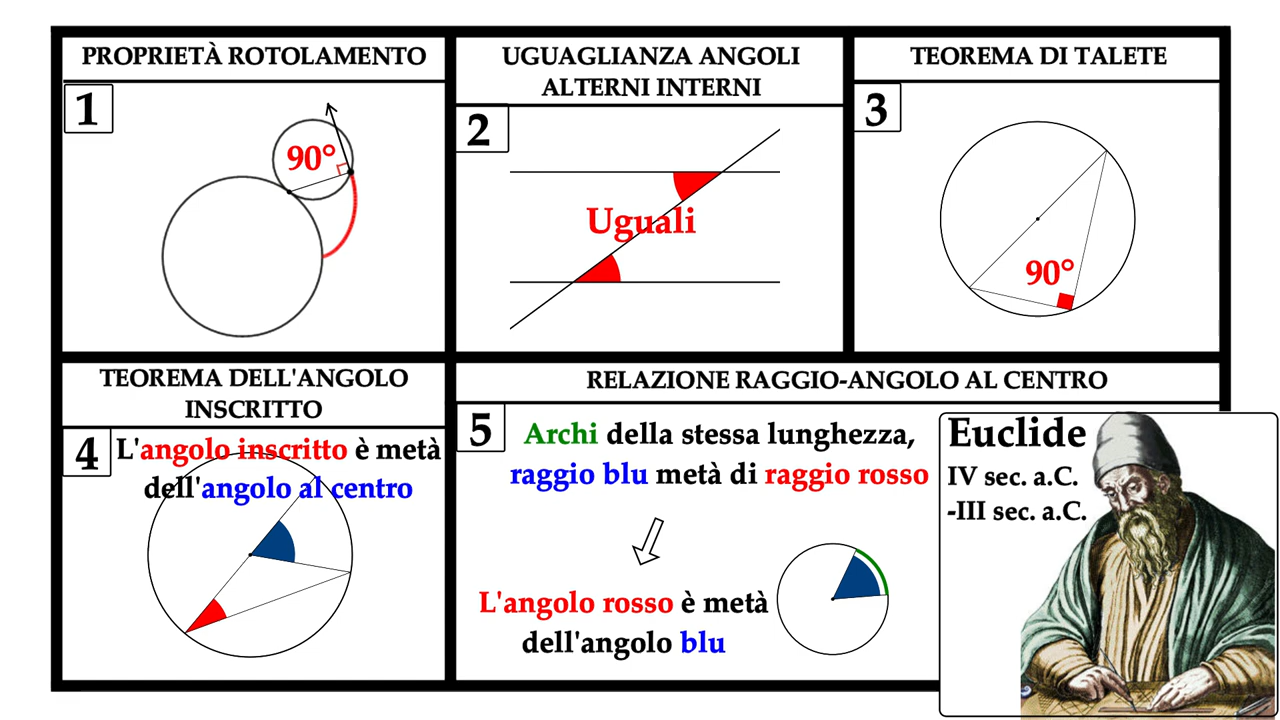 PROPRIETÀ ROTOLAMENTO
1
90°
UGUAGLIANZA ANGOLI
ALTERNI INTERNI
2
Uguali
TEOREMA DI TALETE
3
90°
TEOREMA DELL'ANGOLO
INSCRITTO
4
L'angolo inscritto è metà
dell'angolo al centro
RELAZIONE RAGGIO-ANGOLO AL CENTRO
5
Archi della stessa lunghezza,
raggio blu metà di raggio rosso
L'angolo rosso è metà
dell'angolo blu
Euclide
IV sec. a.C.
-III sec. a.C.